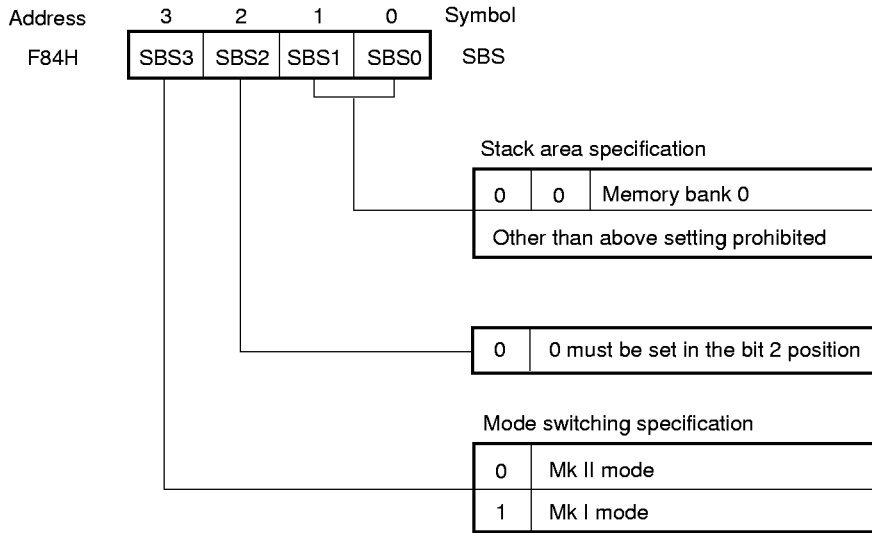 Address 3 2 1 0 Symbol
F84H SBS3 SBS2 SBS1 SBS0 SBS
Stack area specification
0 0 Memory bank 0
Other than above setting prohibited
0 0 must be set in the bit 2 position
Mode switching specification
0 Mk II mode
1 Mk I mode